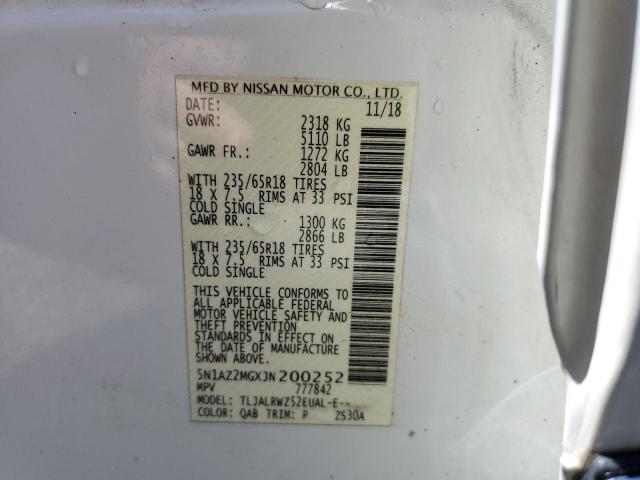 MFD BY NISSAN MOTOR CO., LTD.
DATE: 11/18
GVWR: 2318 KG
5110 LB
GAWR FR.: 1272 KG
2804 LB
WITH 235/65R18 TIRES
18 X 7.5 RIMS AT 33 PSI
COLD SINGLE
GAWR RR.: 1300 KG
2866 LB
WITH 235/65R18 TIRES
18 X 7.5 RIMS AT 33 PSI
COLD SINGLE
THIS VEHICLE CONFORMS TO
ALL APPLICABLE FEDERAL
MOTOR VEHICLE SAFETY AND
THEFT PREVENTION
STANDARDS IN EFFECT ON
THE DATE OF MANUFACTURE
SHOWN ABOVE.
5N1AZ2MGXJN200252
MPV 777842
MODEL: TLJALRWZ52EUAL-E--
COLOR: QAB TRIM: P 2S30A